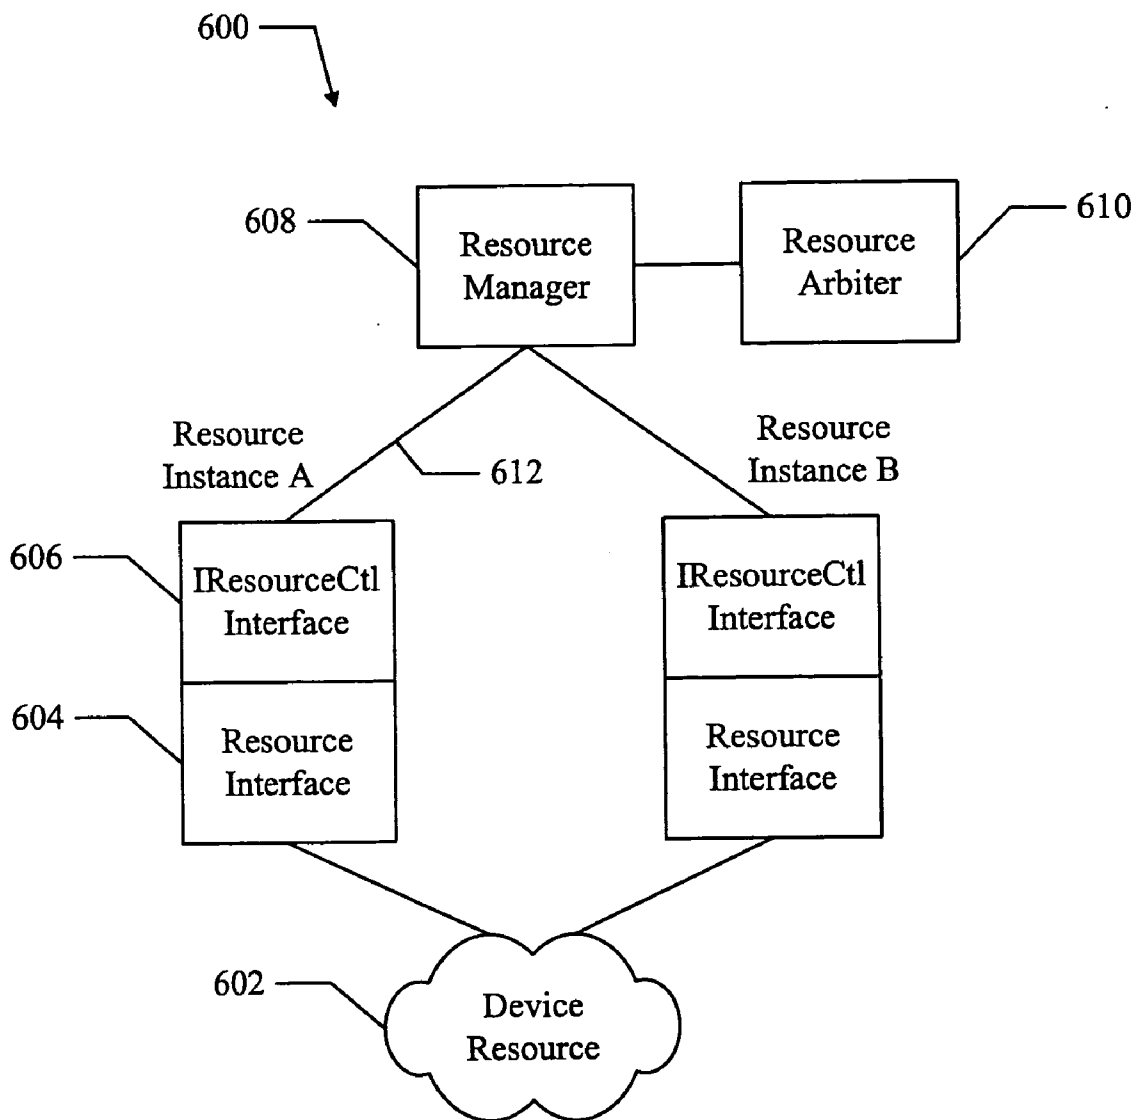 600
608
Resource
Manager
Resource
Arbiter
610
Resource
Instance A
612
Resource
Instance B
606
IResourceCtl
Interface
IResourceCtl
Interface
604
Resource
Interface
Resource
Interface
602
Device
Resource